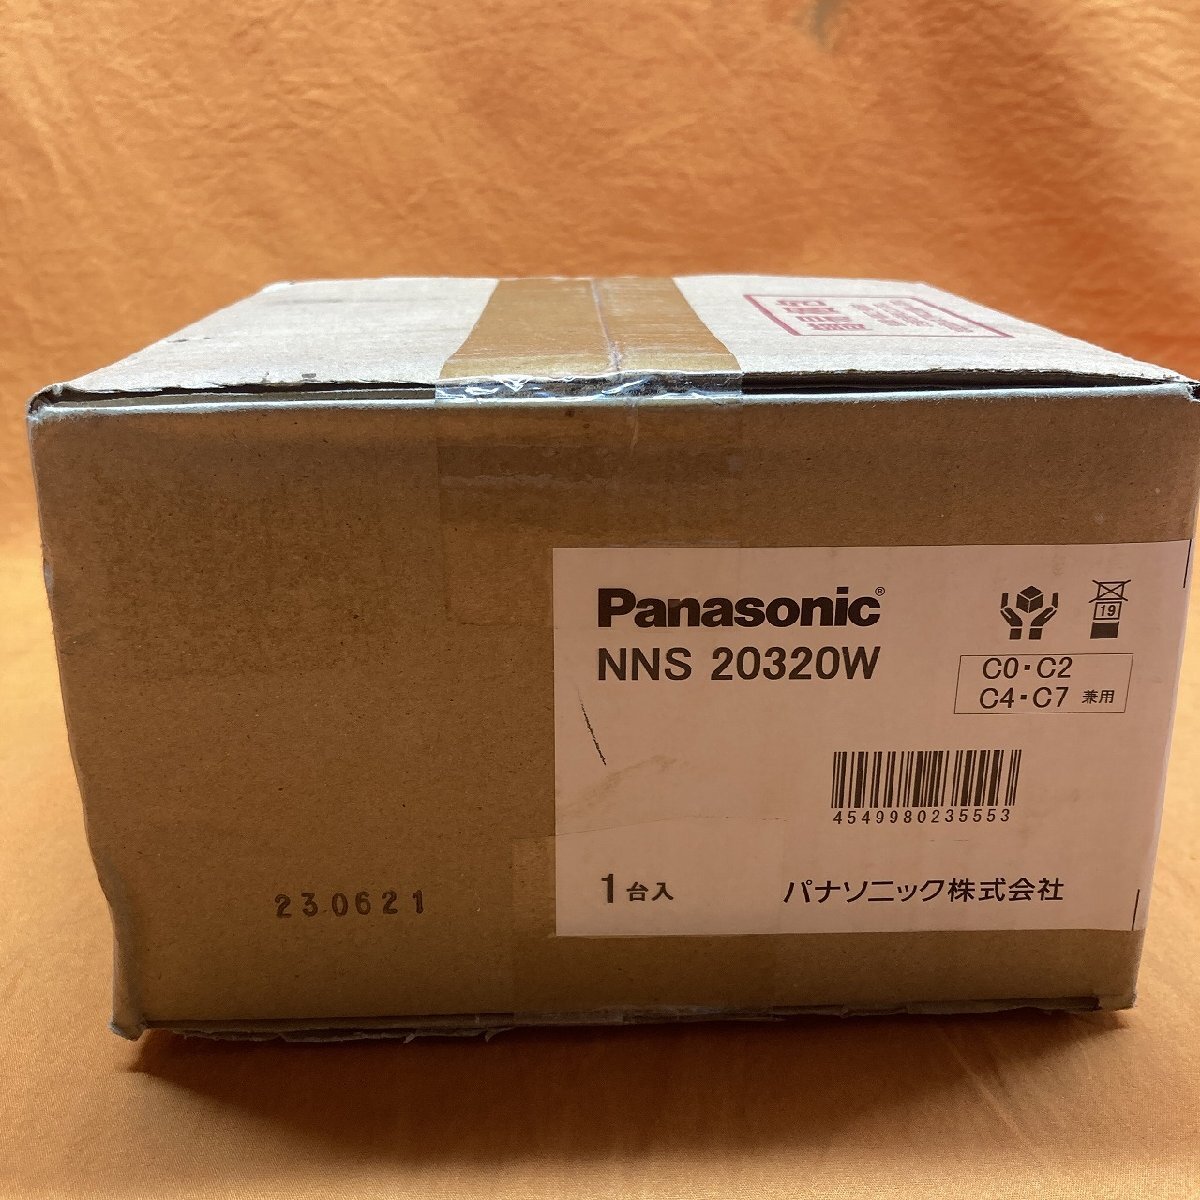 Panasonic®
NNS 20320W
19
C0・C2
C4・C7 兼用
4549980235553
1台入
パナソニック株式会社
230621